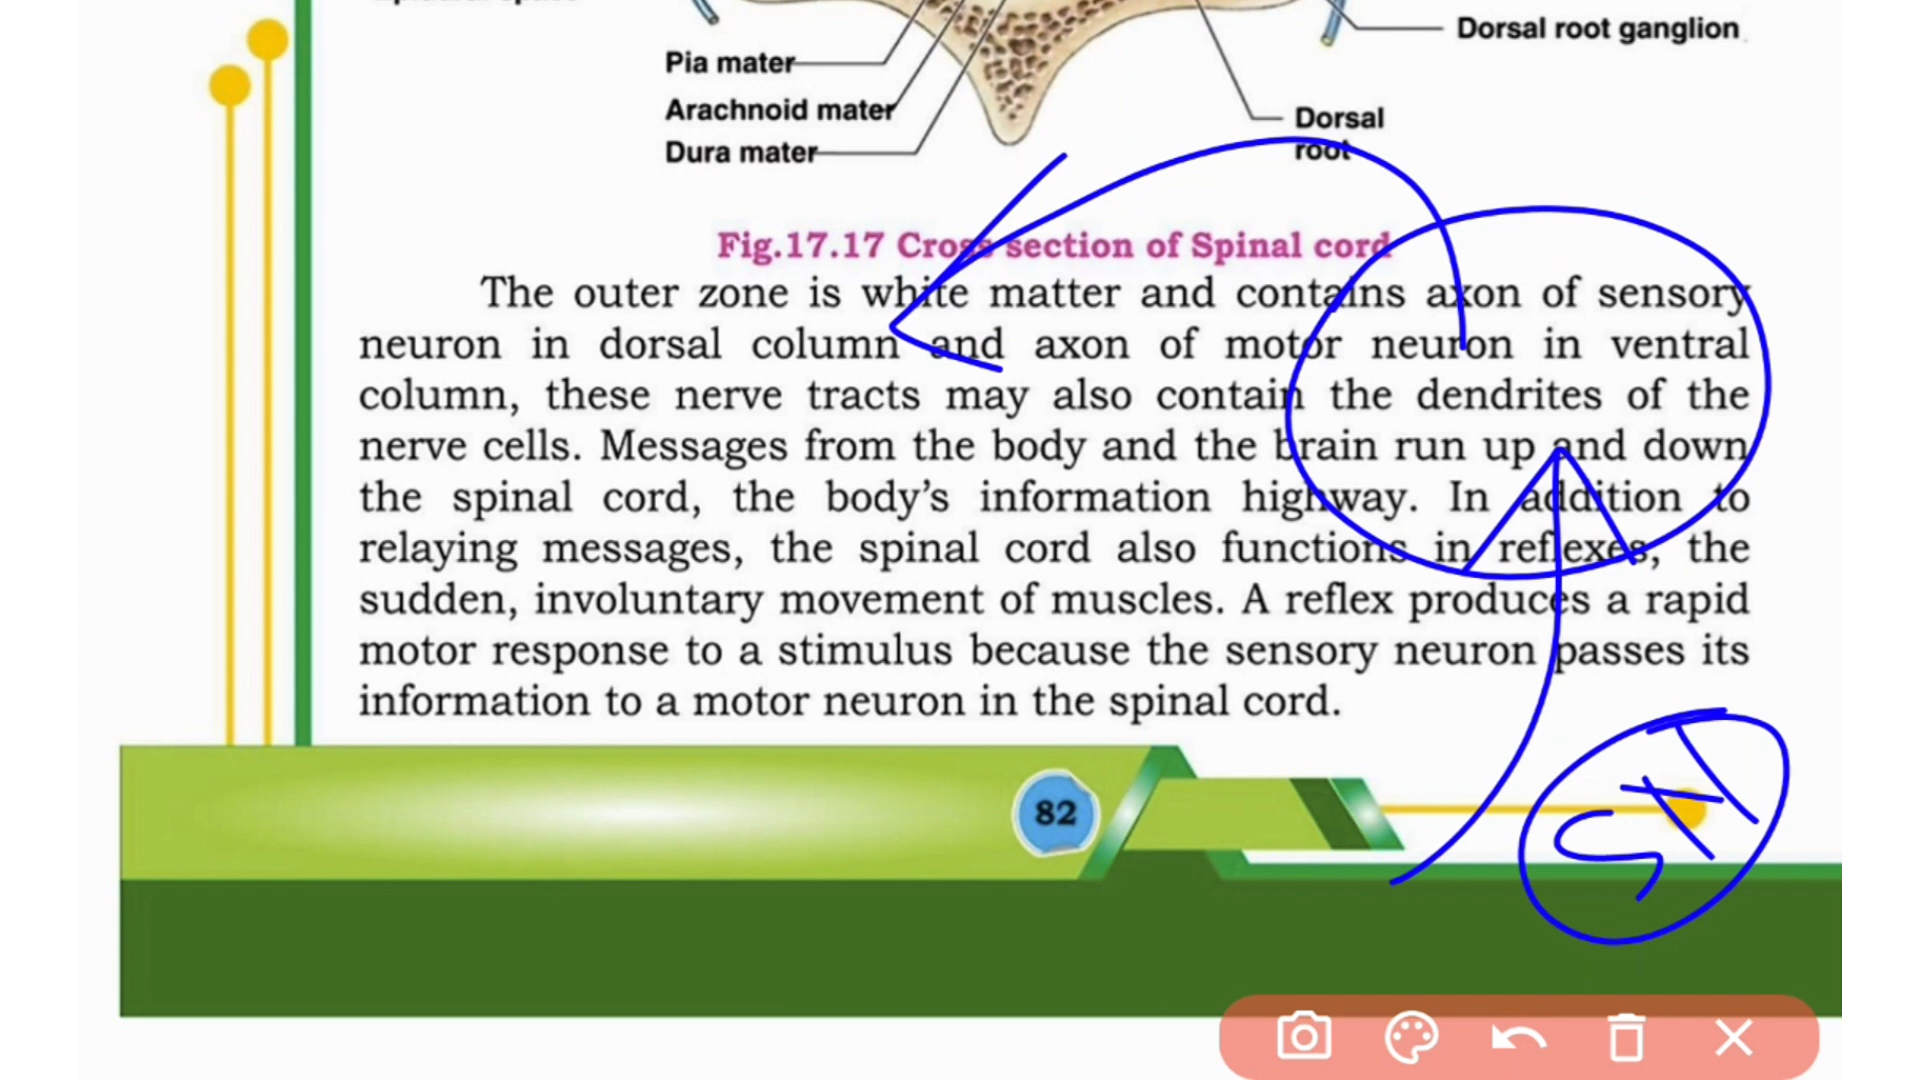 Dorsal root ganglion
Pia mater
Arachnoid mater
Dorsal
root
Dura mater
Fig.17.17 Cross section of Spinal cord
The outer zone is white matter and contains axon of sensory
neuron in dorsal column and axon of motor neuron in ventral
column, these nerve tracts may also contain the dendrites of the
nerve cells. Messages from the body and the brain run up and down
the spinal cord, the body's information highway. In addition to
relaying messages, the spinal cord also functions in reflexes, the
sudden, involuntary movement of muscles. A reflex produces a rapid
motor response to a stimulus because the sensory neuron passes its
information to a motor neuron in the spinal cord.
82